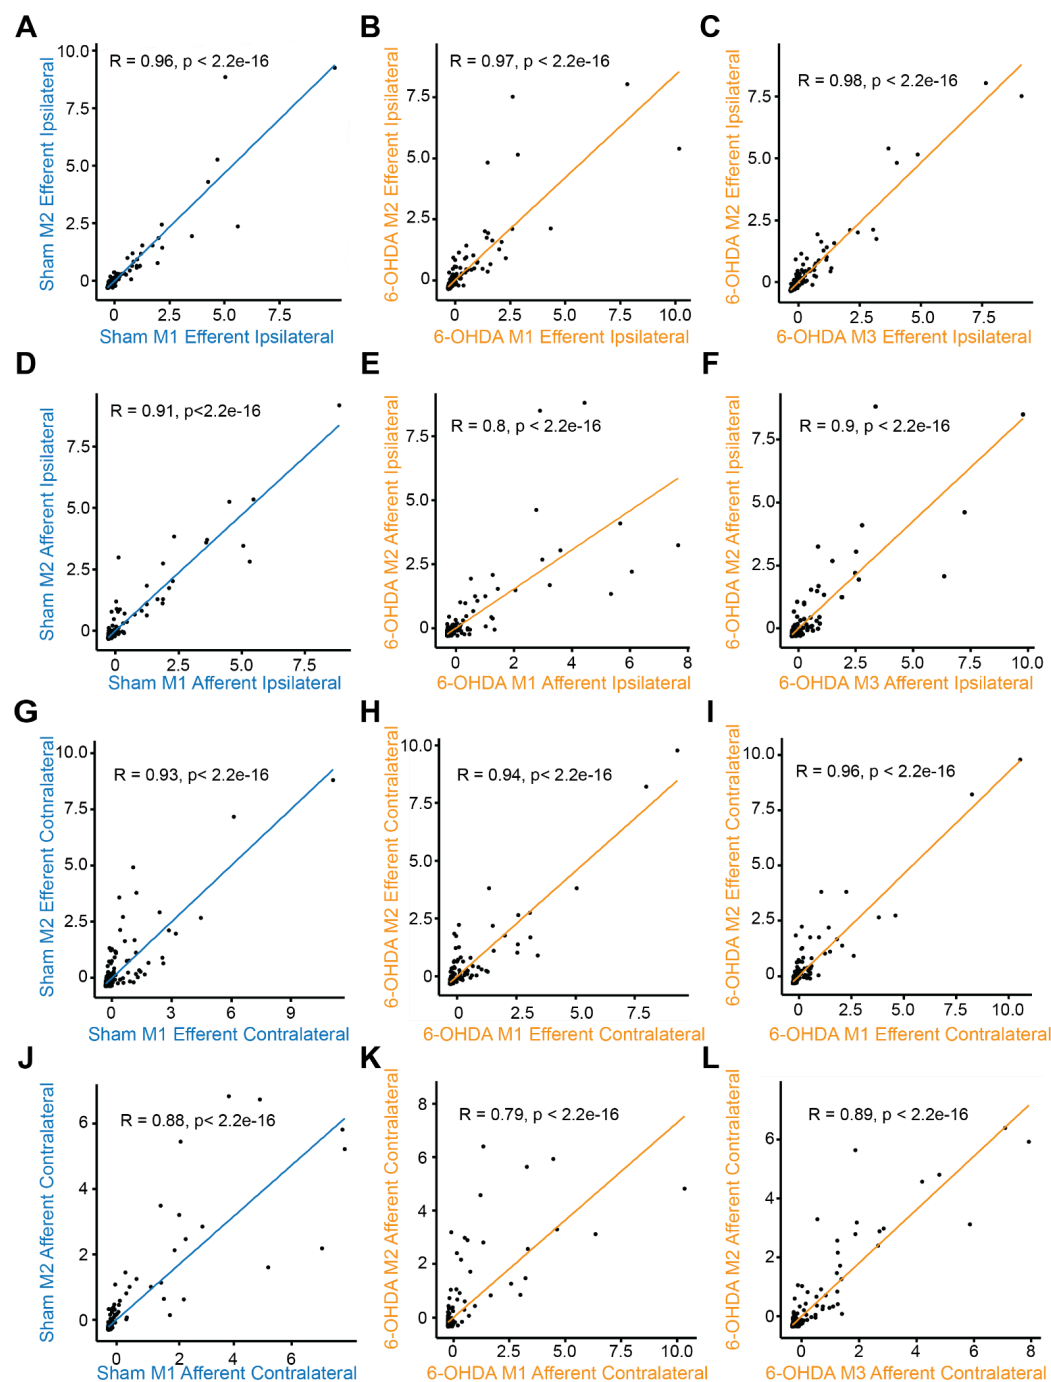 A
B
C
10.0
7.5
5.0
2.5
0
R = 0.96, p < 2.2e-16
Sham M2 Efferent Ipsilateral
0
2.5
5.0
7.5
Sham M1 Efferent Ipsilateral
7.5
5.0
2.5
0
R = 0.97, p < 2.2e-16
6-OHDA M2 Efferent Ipsilateral
0
2.5
5.0
7.5
10.0
6-OHDA M1 Efferent Ipsilateral
7.5
5.0
2.5
0
R = 0.98, p < 2.2e-16
6-OHDA M2 Efferent Ipsilateral
0
2.5
5.0
7.5
6-OHDA M3 Efferent Ipsilateral
D
E
F
7.5
5.0
2.5
0
R = 0.91, p<2.2e-16
Sham M2 Afferent Ipsilateral
0
2.5
5.0
7.5
Sham M1 Afferent Ipsilateral
7.5
5.0
2.5
0
R = 0.8, p < 2.2e-16
6-OHDA M2 Afferent Ipsilateral
0
2
4
6
8
6-OHDA M1 Afferent Ipsilateral
7.5
5.0
2.5
0
R = 0.9, p < 2.2e-16
6-OHDA M2 Afferent Ipsilateral
0
2.5
5.0
7.5
10.0
6-OHDA M3 Afferent Ipsilateral
G
H
I
10.0
7.5
5.0
2.5
0
R = 0.93, p< 2.2e-16
Sham M2 Efferent Cotnralateral
0
3
6
9
Sham M1 Efferent Contralateral
10.0
7.5
5.0
2.5
0
R = 0.94, p< 2.2e-16
6-OHDA M2 Efferent Contralateral
0
2.5
5.0
7.5
6-OHDA M1 Efferent Contralateral
10.0
7.5
5.0
2.5
0
R = 0.96, p < 2.2e-16
6-OHDA M2 Efferent Contralateral
0
2.5
5.0
7.5
10.0
6-OHDA M1 Efferent Contralateral
J
K
L
6
4
2
0
R = 0.88, p< 2.2e-16
Sham M2 Afferent Contralateral
0
2
4
6
Sham M1 Afferent Contralateral
8
6
4
2
0
R = 0.79, p < 2.2e-16
6-OHDA M2 Afferent Contralateral
0
2.5
5.0
7.5
10.0
6-OHDA M1 Afferent Contralateral
6
4
2
0
R = 0.89, p < 2.2e-16
6-OHDA M2 Afferent Contralateral
0
2
4
6
8
6-OHDA M3 Afferent Contralateral